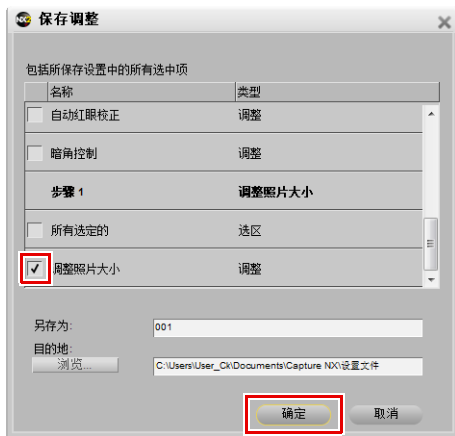 NX2 保存调整
包括所保存设置中的所有选中项
名称 类型
自动红眼校正 调整
暗角控制 调整
步骤 1 调整照片大小
所有选定的 选区
调整照片大小 调整
另存为: 001
目的地:
浏览... C:\Users\User_Ck\Documents\Capture NX\设置文件
确定 取消